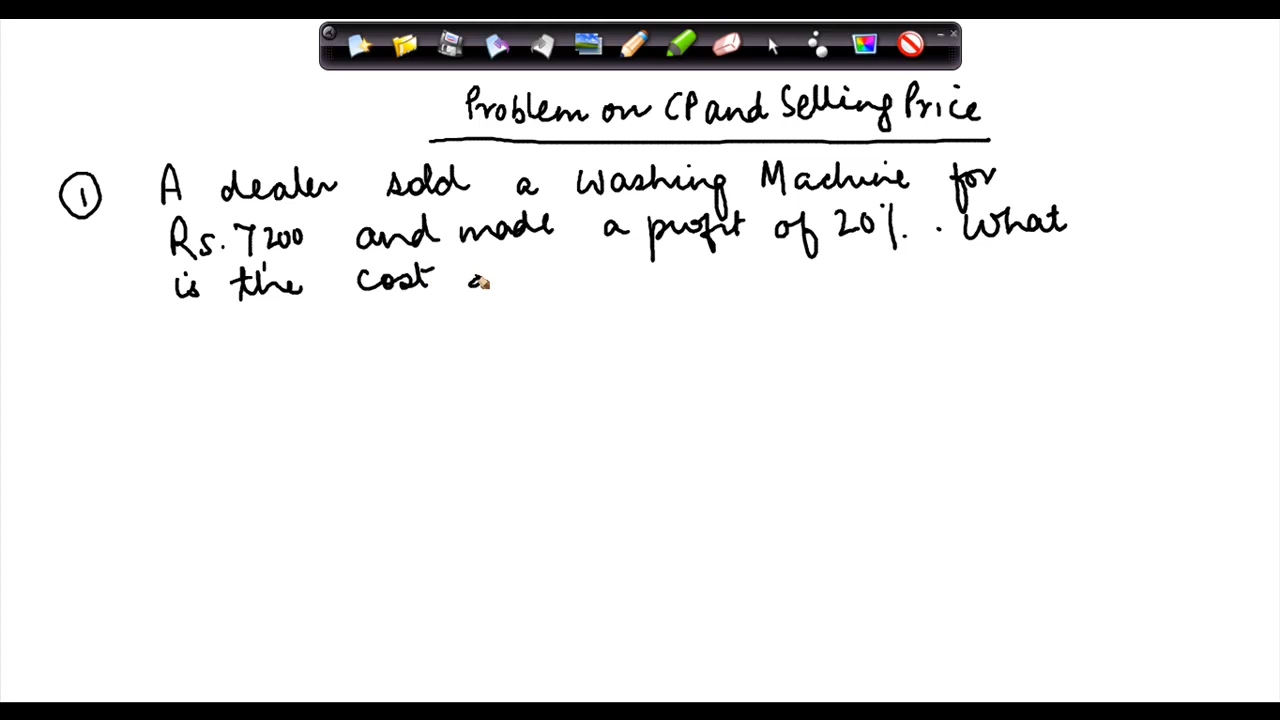 Problem on CP and Selling Price
① A dealer sold a Washing Machine for
Rs. 7200 and made a profit of 20%. What
is the cost